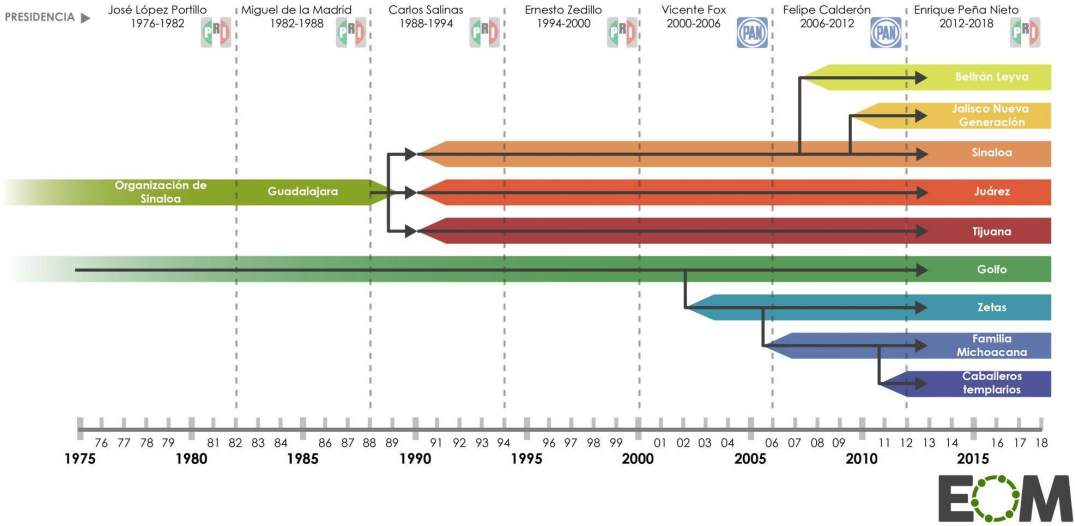 PRESIDENCIA
José López Portillo
1976-1982
PRD
Miguel de la Madrid
1982-1988
PRD
Carlos Salinas
1988-1994
PRD
Ernesto Zedillo
1994-2000
PRD
Vicente Fox
2000-2006
PAN
Felipe Calderón
2006-2012
PAN
Enrique Peña Nieto
2012-2018
PRD
Beltrán Leyva
Jalisco Nueva
Generación
Sinaloa
Organización de
Sinaloa
Guadalajara
Juárez
Tijuana
Golfo
Zetas
Familia
Michoacana
Caballeros
templarios
76 77 78 79 81 82 83 84 86 87 88 89 91 92 93 94 96 97 98 99 01 02 03 04 06 07 08 09 11 12 13 14 16 17 18
1975 1980 1985 1990 1995 2000 2005 2010 2015
EOM